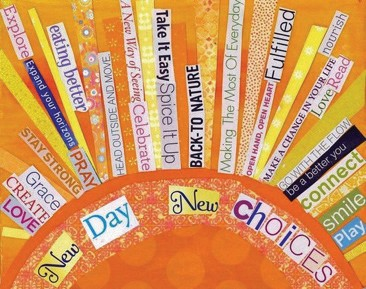 Explore
Expand your horizons
eating better
HEAD OUTSIDE AND MOVE
A New Way of Seeing
Celebrate
Take It Easy
Spice It Up
BACK-TO NATURE
Making The Most Of Everyday
OPEN HAND, OPEN HEART
Fulfilled
MAKE A CHANGE IN YOUR LIFE
nourish
Love
Read
GO WITH THE FLOW
be a better you
connect
smile
Play
STAY STRONG
PRAY
Grace
CREATE
LOVE
New
Day
New
CHOiCES